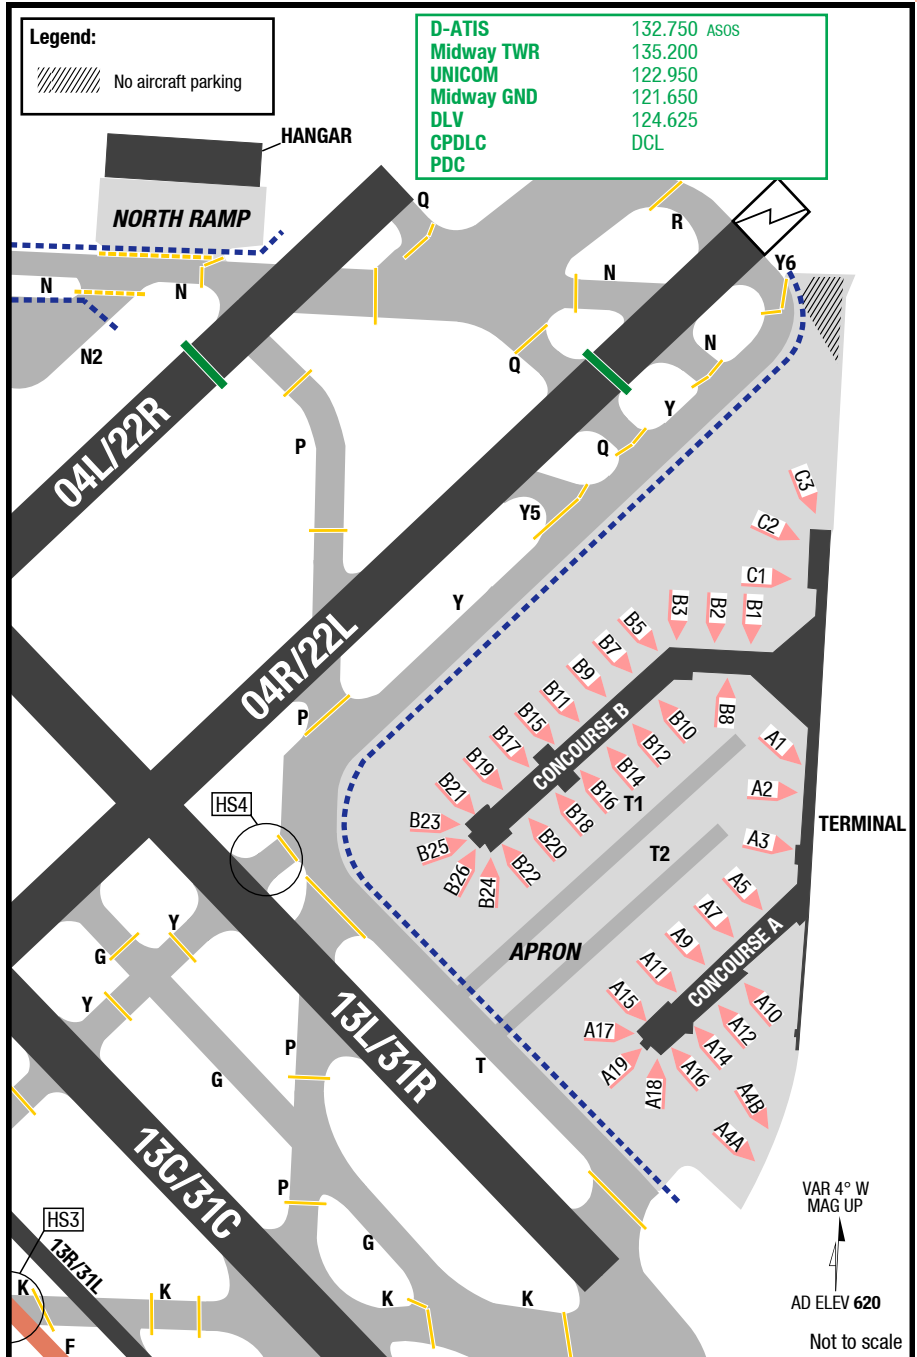 Legend:
No aircraft parking
D-ATIS 132.750 ASOS
Midway TWR 135.200
UNICOM 122.950
Midway GND 121.650
DLV 124.625
CPDLC DCL
PDC
HANGAR
NORTH RAMP
Q
R
Y6
N
N
N
N2
Q
N
Y
04L/22R
P
Q
C3
Y5
C2
C1
Y
B3
B2
B1
04R/22L
B5
B7
B9
B11
B15
B17
B19
B21
B23
B25
B26
B24
B22
B20
B18
B16
B14
B12
B10
B8
CONCOURSE B
P
A1
A2
A3
T1
T2
TERMINAL
HS4
A5
A7
A9
A11
A15
A17
A19
A18
A16
A14
A12
A10
A4B
A4A
CONCOURSE A
APRON
Y
G
Y
13L/31R
P
T
G
13C/31C
P
G
HS3
13R/31L
K
K
K
K
F
VAR 4° W
MAG UP
AD ELEV 620
Not to scale